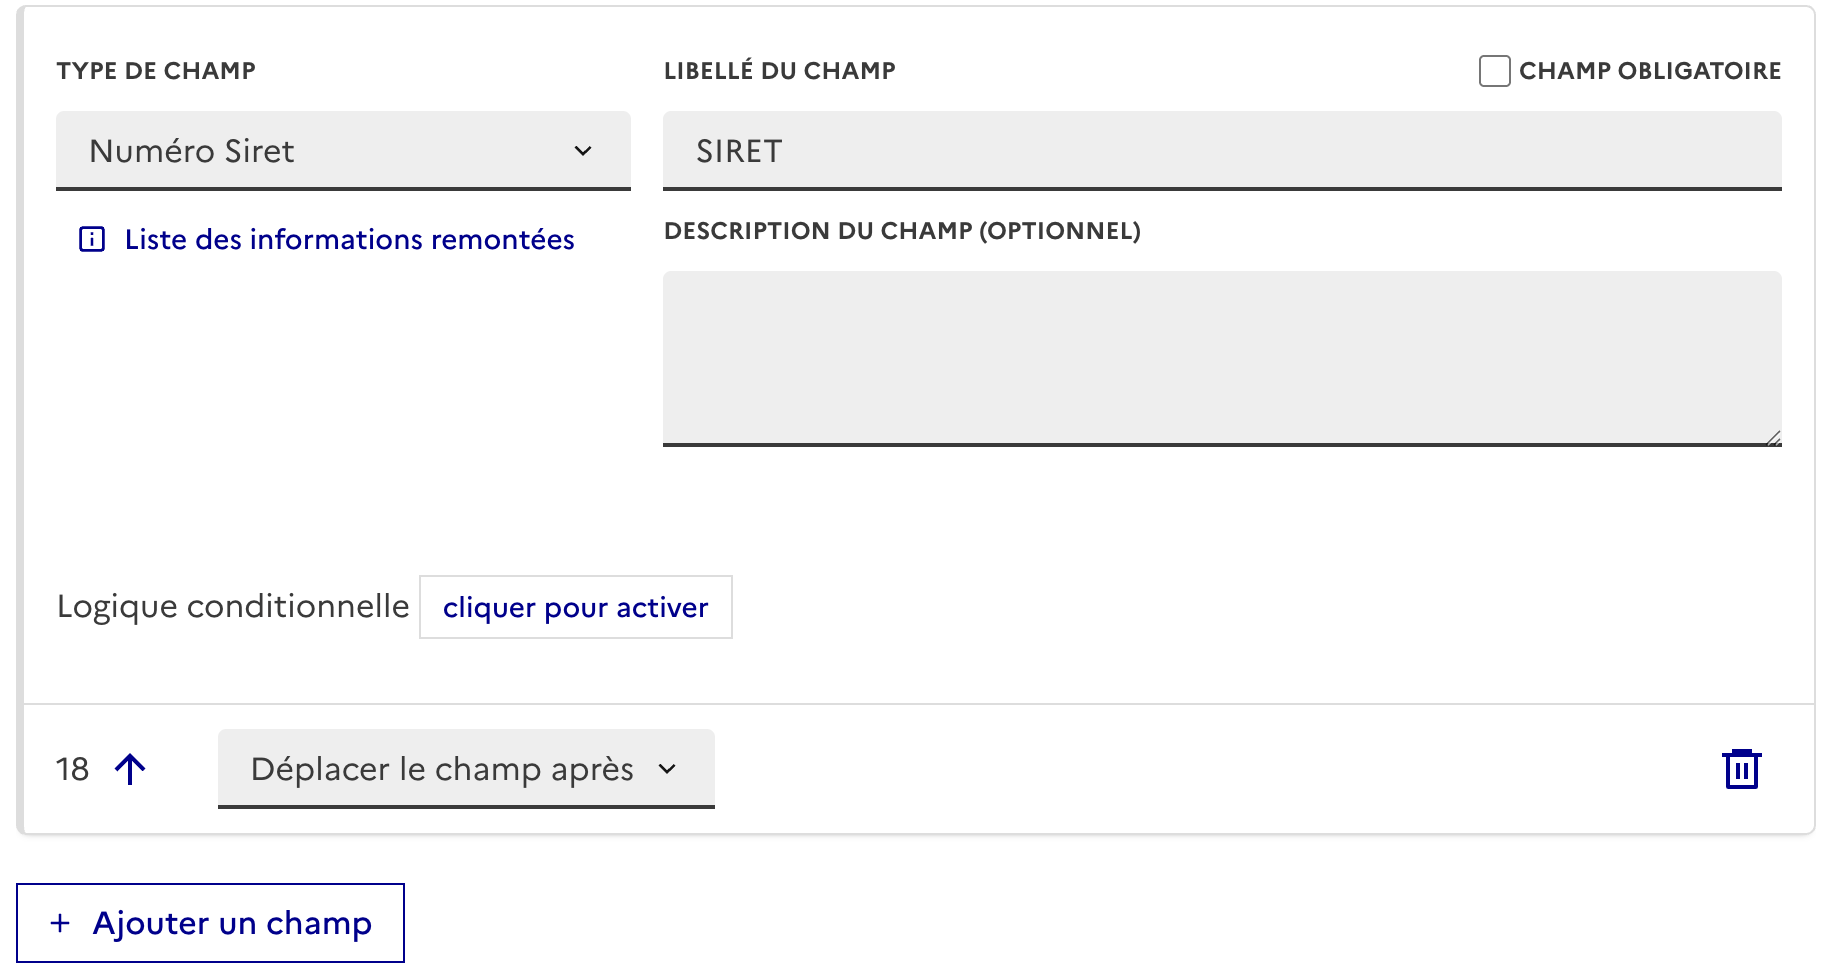 TYPE DE CHAMP
LIBELLÉ DU CHAMP
CHAMP OBLIGATOIRE
Numéro Siret
SIRET
Liste des informations remontées
DESCRIPTION DU CHAMP (OPTIONNEL)
Logique conditionnelle
cliquer pour activer
18
Déplacer le champ après
+ Ajouter un champ